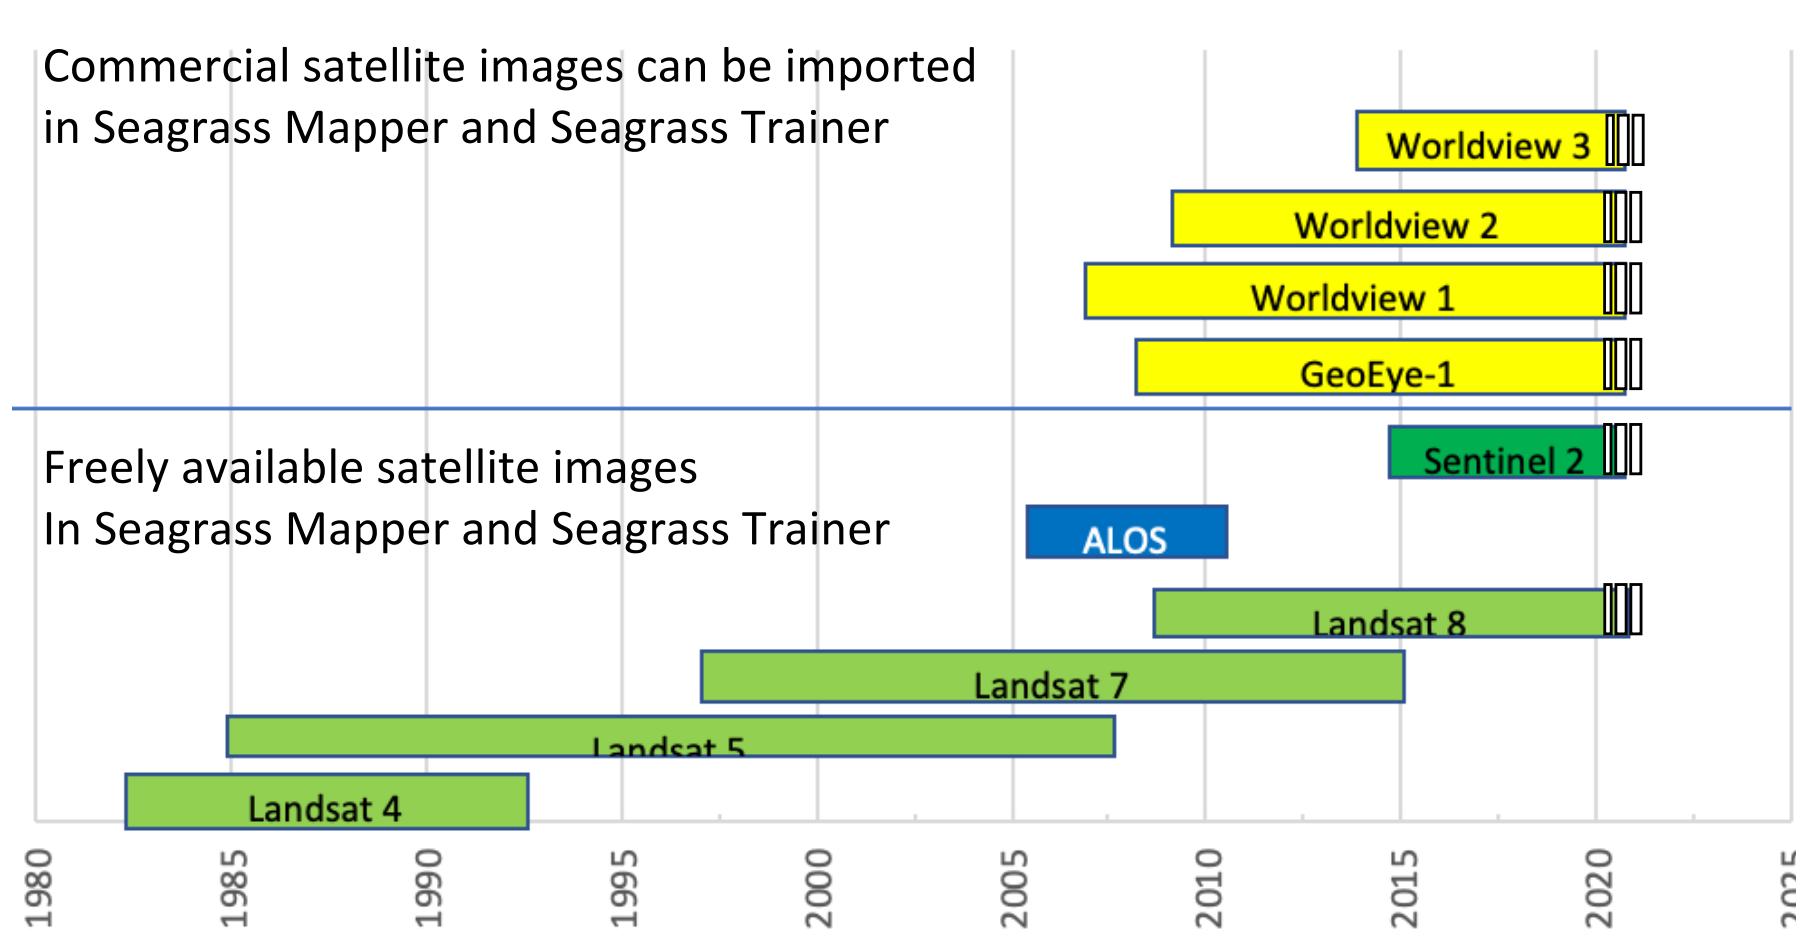 Commercial satellite images can be imported
in Seagrass Mapper and Seagrass Trainer
Worldview 3
Worldview 2
Worldview 1
GeoEye-1
Freely available satellite images
In Seagrass Mapper and Seagrass Trainer
Sentinel 2
ALOS
Landsat 8
Landsat 7
Landsat 5
Landsat 4
1980
1985
1990
1995
2000
2005
2010
2015
2020
2025